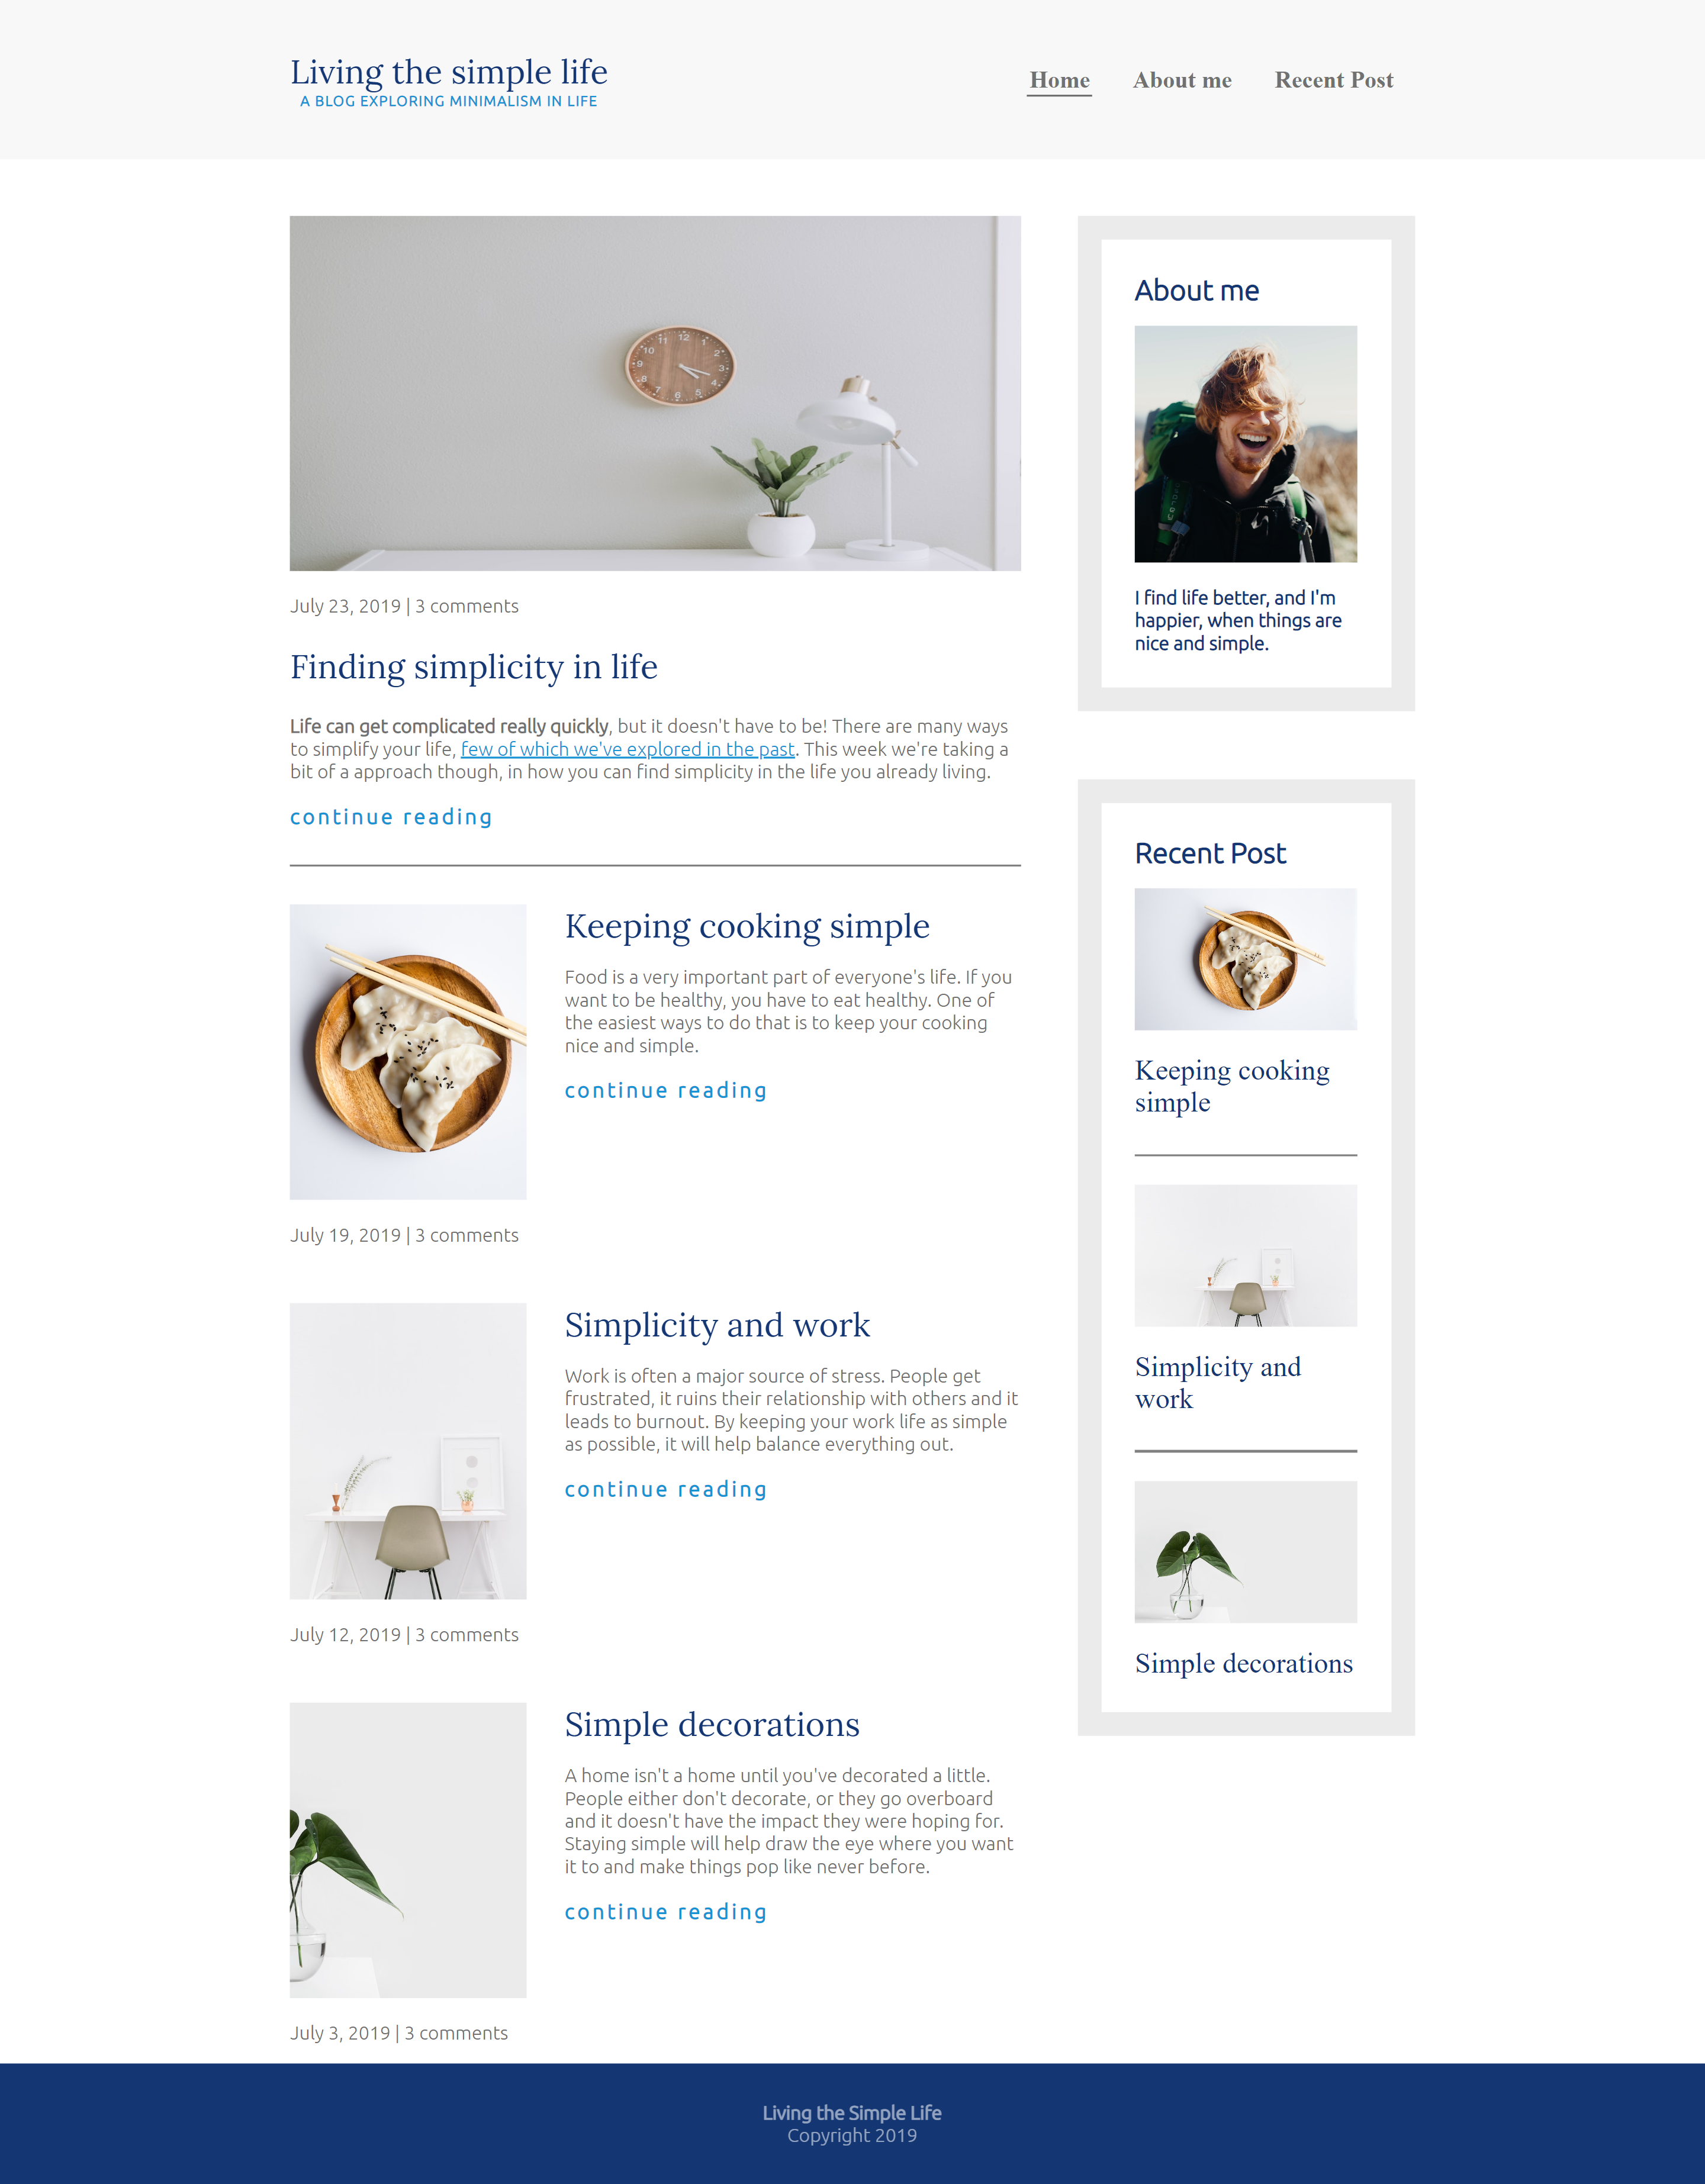 Living the simple life
A BLOG EXPLORING MINIMALISM IN LIFE
Home About me Recent Post
July 23, 2019 | 3 comments
Finding simplicity in life
Life can get complicated really quickly, but it doesn't have to be! There are many ways
to simplify your life, few of which we've explored in the past. This week we're taking a
bit of a approach though, in how you can find simplicity in the life you already living.
continue reading
Keeping cooking simple
Food is a very important part of everyone's life. If you
want to be healthy, you have to eat healthy. One of
the easiest ways to do that is to keep your cooking
nice and simple.
continue reading
July 19, 2019 | 3 comments
Simplicity and work
Work is often a major source of stress. People get
frustrated, it ruins their relationship with others and it
leads to burnout. By keeping your work life as simple
as possible, it will help balance everything out.
continue reading
July 12, 2019 | 3 comments
Simple decorations
A home isn't a home until you've decorated a little.
People either don't decorate, or they go overboard
and it doesn't have the impact they were hoping for.
Staying simple will help draw the eye where you want
it to and make things pop like never before.
continue reading
July 3, 2019 | 3 comments
About me
I find life better, and I'm
happier, when things are
nice and simple.
Recent Post
Keeping cooking
simple
Simplicity and
work
Simple decorations
Living the Simple Life
Copyright 2019